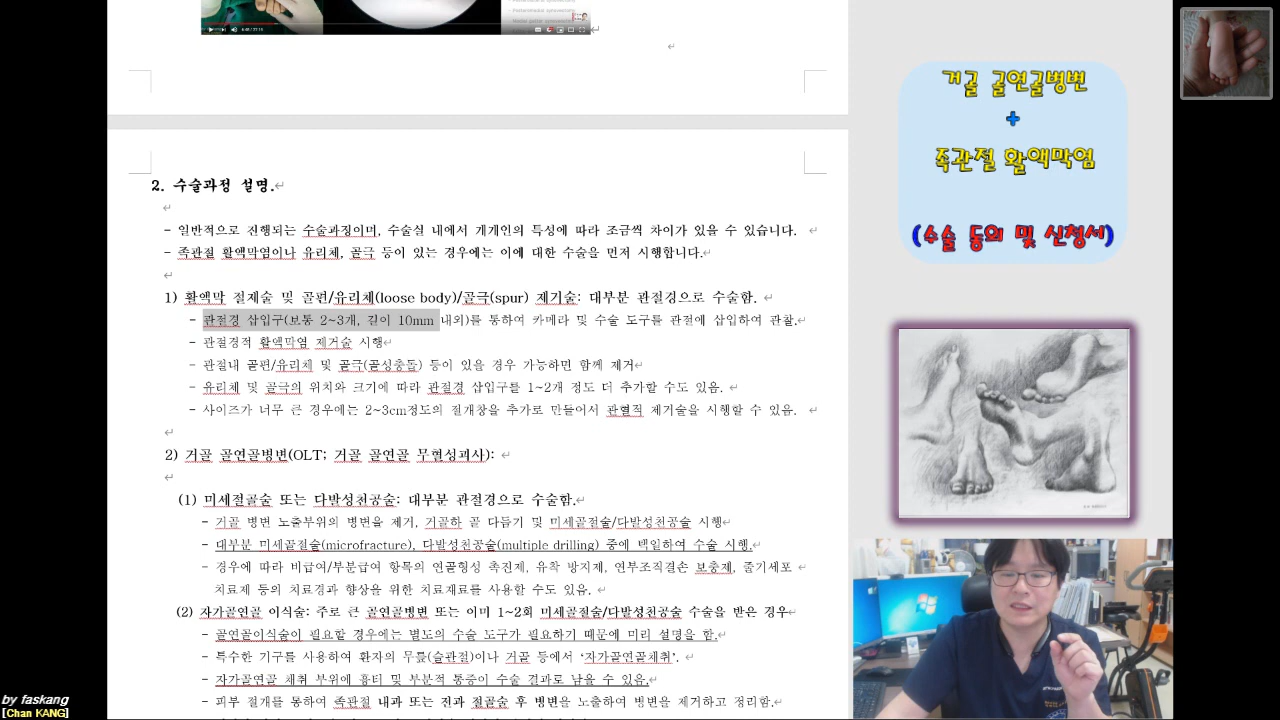 2. 수술과정 설명.
- 일반적으로 진행되는 수술과정이며, 수술실 내에서 개개인의 특성에 따라 조금씩 차이가 있을 수 있습니다.
- 족관절 활액막염이나 유리체, 골극 등이 있는 경우에는 이에 대한 수술을 먼저 시행합니다.
1) 활액막 절제술 및 골편/유리체(loose body)/골극(spur) 제거술: 대부분 관절경으로 수술함.
- 관절경 삽입구(보통 2~3개, 길이 10mm 내외)를 통하여 카메라 및 수술 도구를 관절에 삽입하여 관찰.
- 관절경적 활액막염 제거술 시행
- 관절내 골편/유리체 및 골극(골성충돌) 등이 있을 경우 가능하면 함께 제거
- 유리체 및 골극의 위치와 크기에 따라 관절경 삽입구를 1~2개 정도 더 추가할 수도 있음.
- 사이즈가 너무 큰 경우에는 2~3cm정도의 절개창을 추가로 만들어서 관혈적 제거술을 시행할 수 있음.
2) 거골 골연골병변(OLT; 거골 골연골 무혈성괴사):
(1) 미세절골술 또는 다발성천공술: 대부분 관절경으로 수술함.
- 거골 병변 노출부위의 병변을 제거, 거골하 골 다듬기 및 미세골절술/다발성천공술 시행
- 대부분 미세골절술(microfracture), 다발성천공술(multiple drilling) 중에 택일하여 수술 시행.
- 경우에 따라 비급여/부분급여 항목의 연골형성 촉진제, 유착 방지제, 연부조직결손 보충제, 줄기세포
치료제 등의 치료성과 향상을 위한 치료재료를 사용할 수도 있음.
(2) 자가골연골 이식술: 주로 큰 골연골병변 또는 이미 1~2회 미세골절술/다발성천공술 수술을 받은 경우
- 골연골이식술이 필요할 경우에는 별도의 수술 도구가 필요하기 때문에 미리 설명을 함.
- 특수한 기구를 사용하여 환자의 무릎(슬관절)이나 거골 등에서 '자가골연골채취'.
- 자가골연골 채취 부위에 흉터 및 부분적 통증이 수술 결과로 남을 수 있음.
- 피부 절개를 통하여 족관절 내과 또는 전과 절골술 후 병변을 노출하여 병변을 제거하고 정리함.
거골 골연골병변
+
족관절 활액막염
(수술 동의 및 신청서)
by faskang
[Chan KANG]